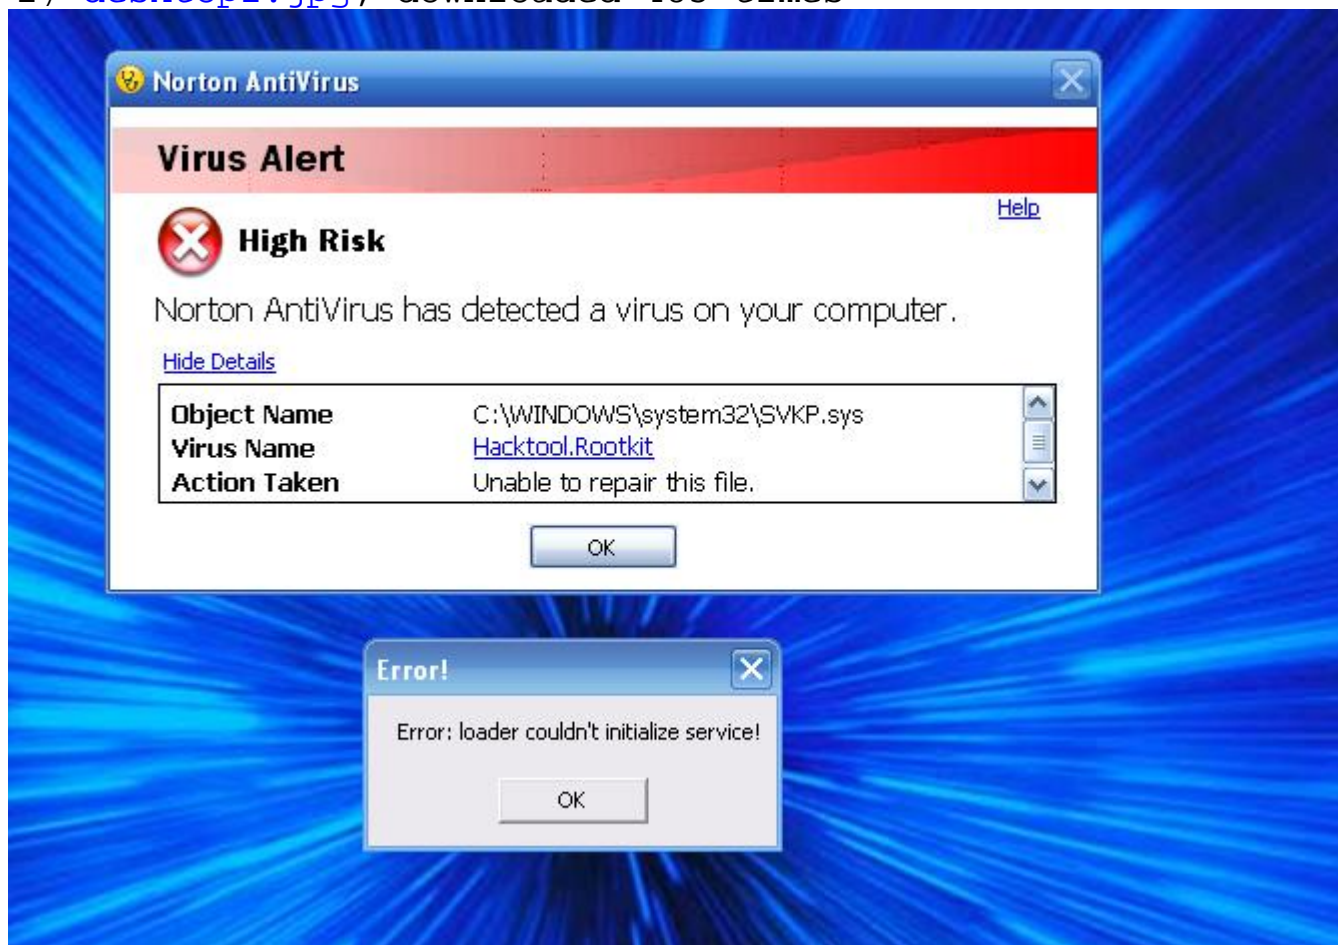 Norton AntiVirus
Virus Alert
Help
High Risk
Norton AntiVirus has detected a virus on your computer.
Hide Details
Object Name C:\WINDOWS\system32\SVKP.sys
Virus Name Hacktool.Rootkit
Action Taken Unable to repair this file.
OK
Error!
Error: loader couldn't initialize service!
OK